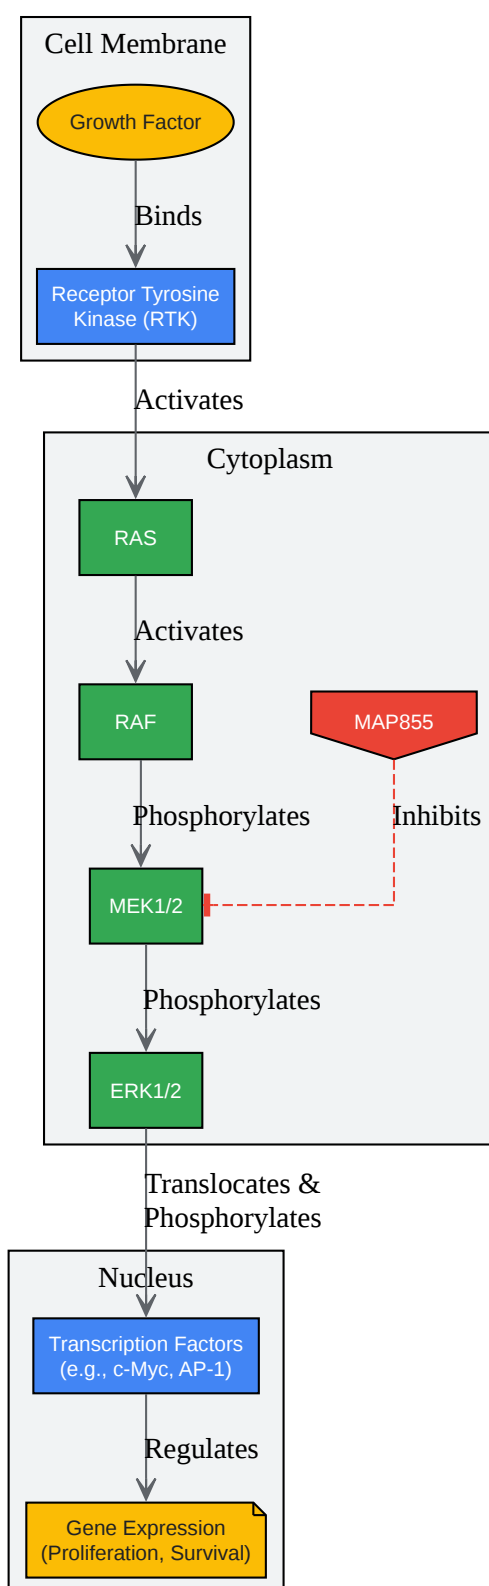 Cell Membrane
Growth Factor
Binds
Receptor Tyrosine
Kinase (RTK)
Activates
Cytoplasm
RAS
Activates
RAF
MAP855
Phosphorylates
Inhibits
MEK1/2
Phosphorylates
ERK1/2
Translocates &
Phosphorylates
Nucleus
Transcription Factors
(e.g., c-Myc, AP-1)
Regulates
Gene Expression
(Proliferation, Survival)